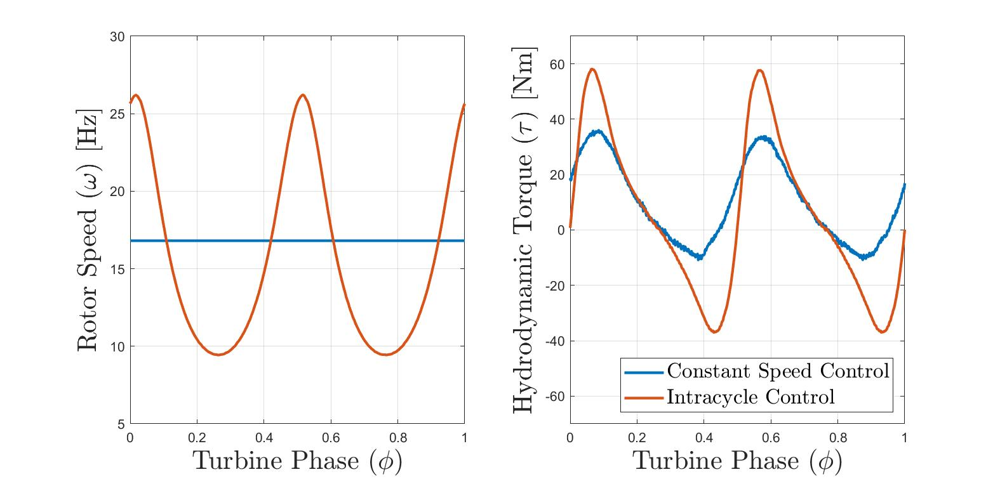 30
25
20
15
10
5
0 0.2 0.4 0.6 0.8 1
Rotor Speed (ω) [Hz]
Turbine Phase (ϕ)
60
40
20
0
-20
-40
-60
0 0.2 0.4 0.6 0.8 1
Hydrodynamic Torque (τ) [Nm]
Turbine Phase (ϕ)
Constant Speed Control
Intracycle Control